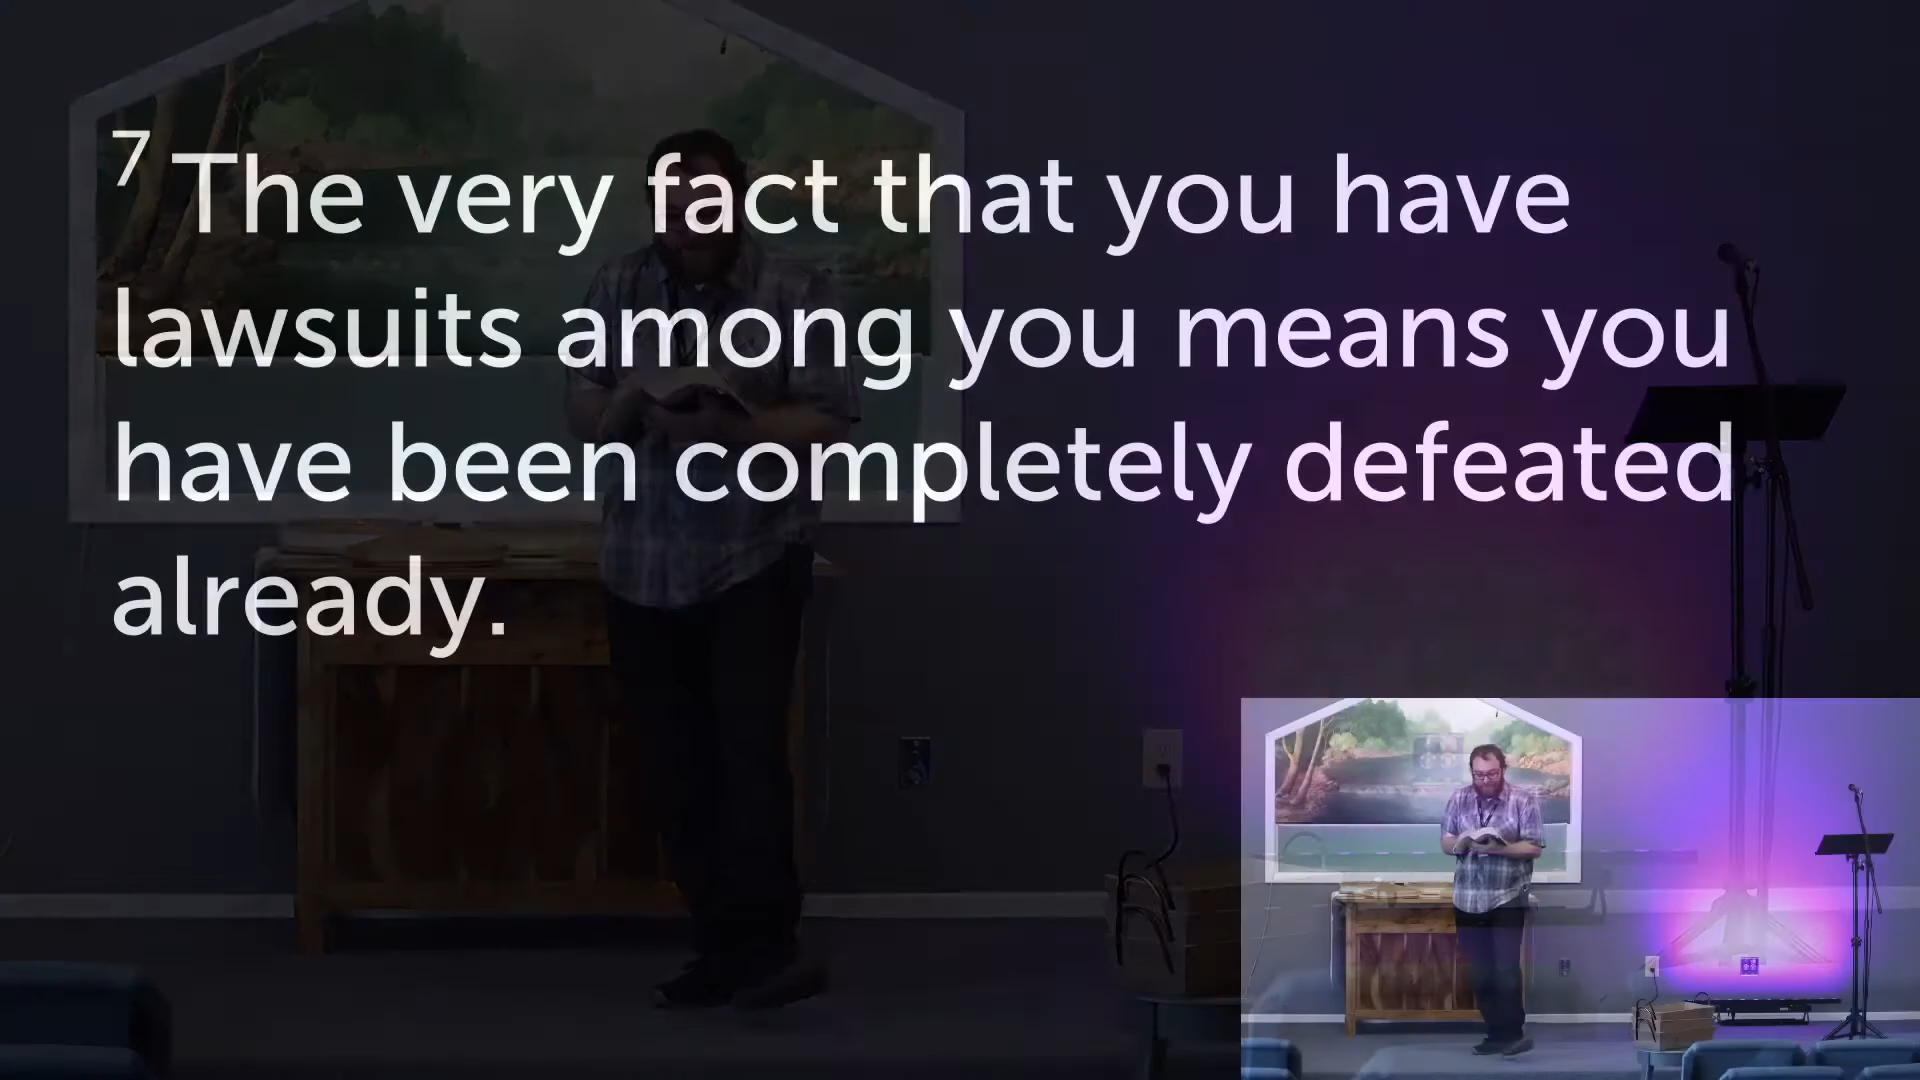 7 The very fact that you have
lawsuits among you means you
have been completely defeated
already.